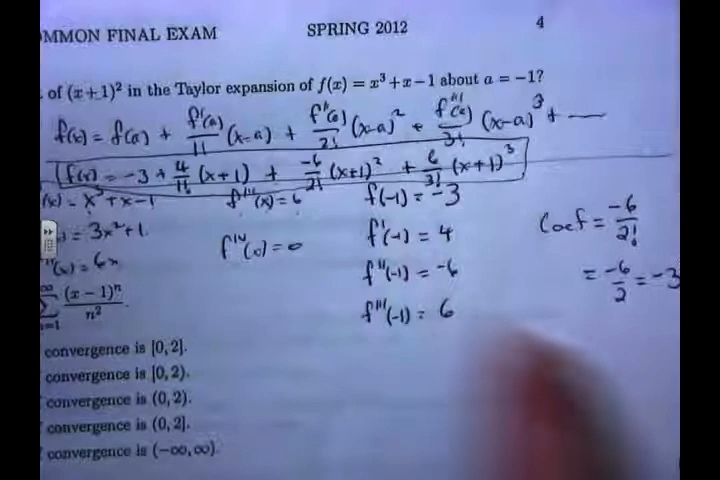 MMON FINAL EXAM SPRING 2012 4
of (x+1)² in the Taylor expansion of f(x) = x³+x−1 about a = −1?
f(x) = f(a) + f'(a)/1! (x-a) + f''(a)/2! (x-a)² + f'''(a)/3! (x-a)³ + ----
f(x) = -3 + 4/1! (x+1) + -6/2! (x+1)² + 6/3! (x+1)³
(x) = x³+x-1 f'''(x) = 6 f(-1) = -3
= 3x²+1 f'(-1) = 4 Coef = -6/2!
f^IV(x) = 0
"(x) = 6x f''(-1) = -6 = -6/2 = -3
∞ Σ n=1 (x−1)ⁿ/n².
f'''(-1) = 6
convergence is [0, 2].
convergence is [0, 2).
convergence is (0, 2).
convergence is (0, 2].
convergence is (−∞, ∞).